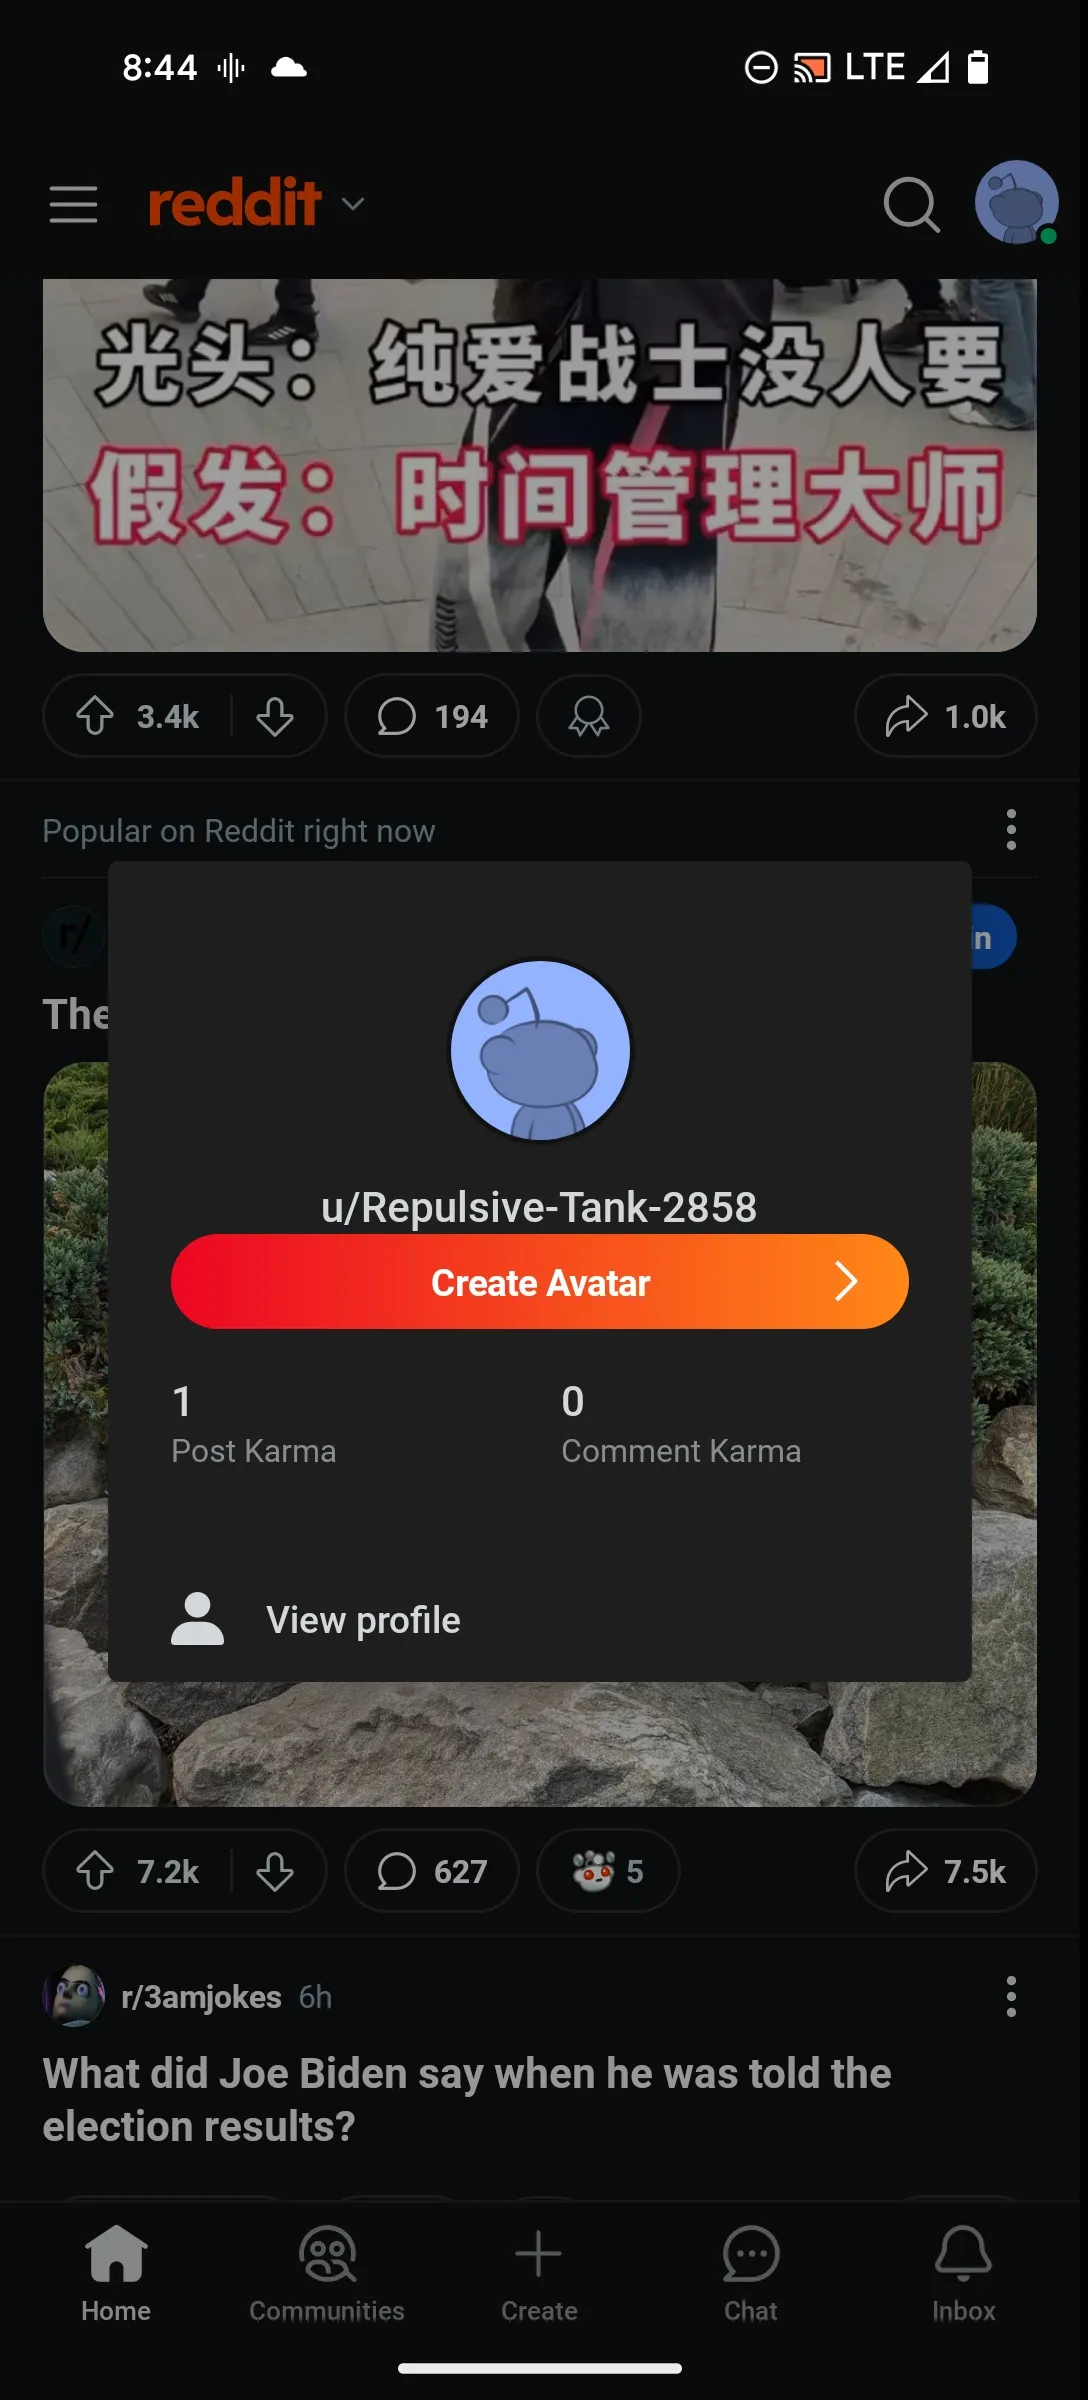 8:44 LTE
reddit
光头：纯爱战士没人要
假发：时间管理大师
3.4k 194 1.0k
Popular on Reddit right now
r/ in
The
u/Repulsive-Tank-2858
Create Avatar
1 0
Post Karma Comment Karma
View profile
7.2k 627 5 7.5k
r/3amjokes 6h
What did Joe Biden say when he was told the
election results?
Home Communities Create Chat Inbox